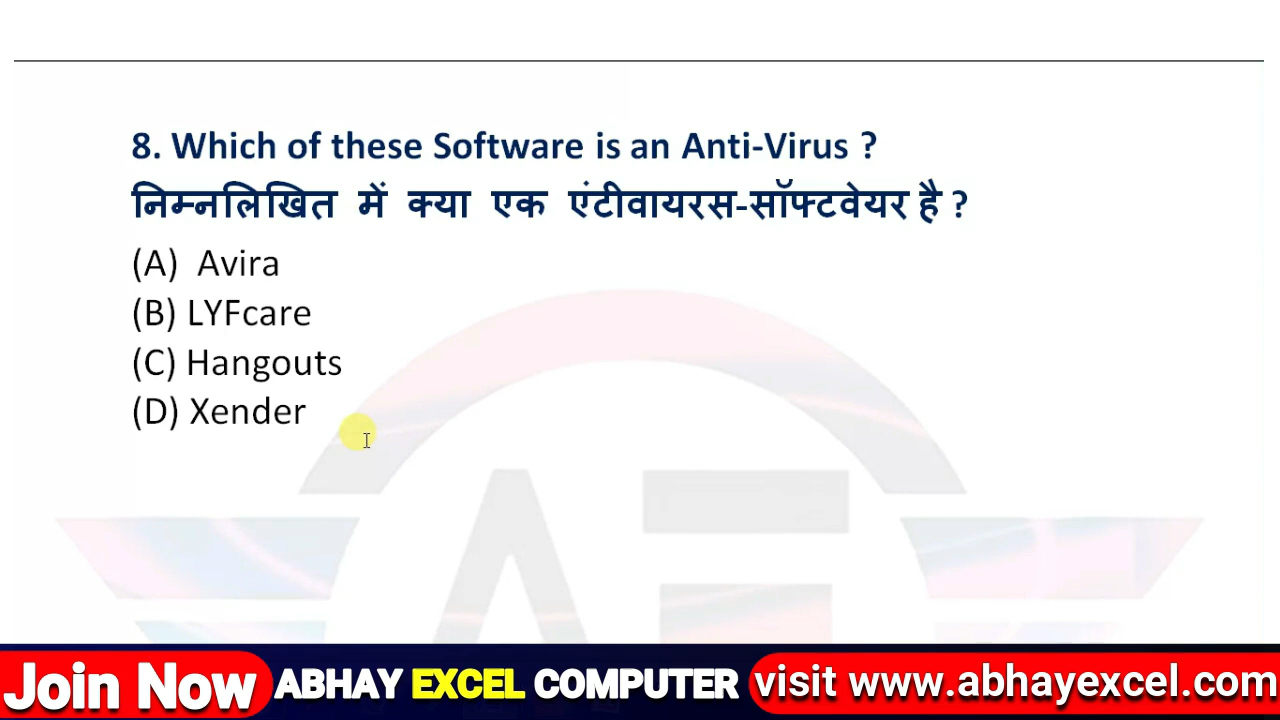 8. Which of these Software is an Anti-Virus ?
निम्नलिखित में क्या एक एंटीवायरस-सॉफ्टवेयर है ?
(A) Avira
(B) LYFcare
(C) Hangouts
(D) Xender
Join Now ABHAY EXCEL COMPUTER visit www.abhayexcel.com